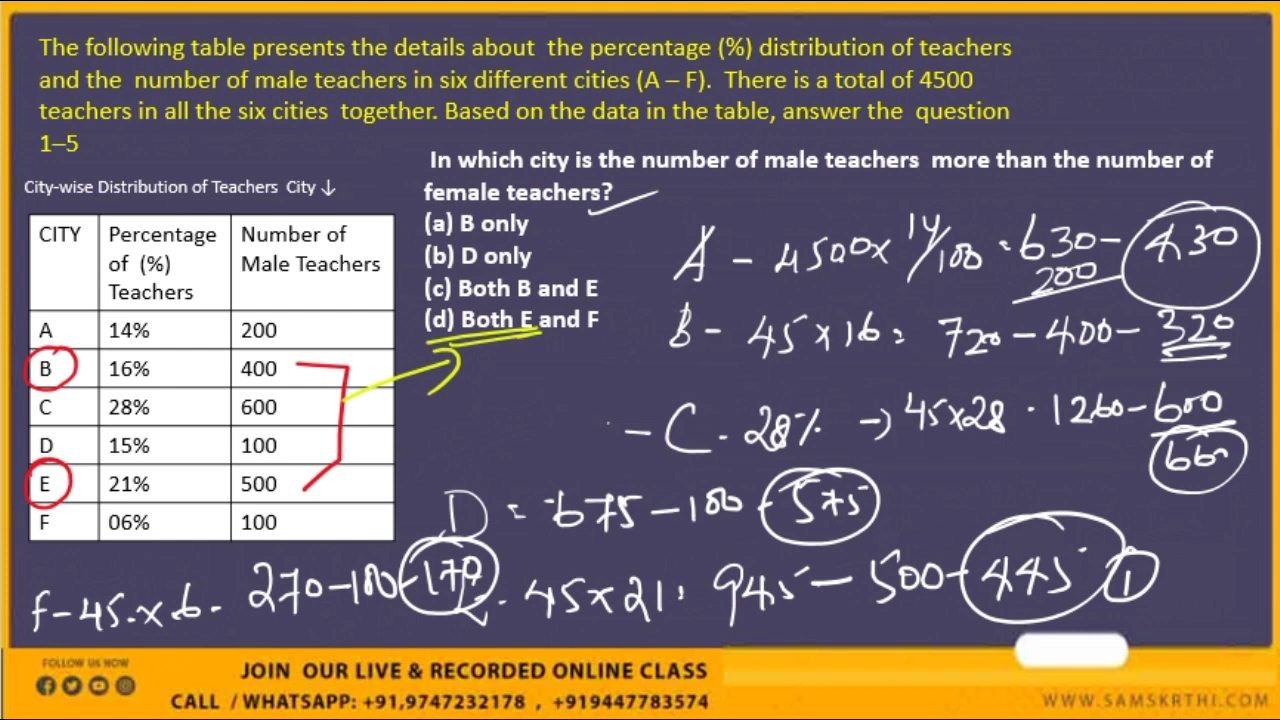 The following table presents the details about the percentage (%) distribution of teachers
and the number of male teachers in six different cities (A – F). There is a total of 4500
teachers in all the six cities together. Based on the data in the table, answer the question
1–5
City-wise Distribution of Teachers City ↓
CITY Percentage of (%) Teachers Number of Male Teachers
A 14% 200
B 16% 400
C 28% 600
D 15% 100
E 21% 500
F 06% 100
In which city is the number of male teachers more than the number of
female teachers?
(a) B only
(b) D only
(c) Both B and E
(d) Both E and F
A - 4500x 14/100 = 630 - 430
200
B - 45 x 16 = 720 - 400 - 320
- C - 28% → 45x28 - 1260 - 600
660
D = 675 - 100 - 575
45 x 21 = 945 - 500 - 445 1
f - 45 x 6 - 270 - 100 - 170
FOLLOW US NOW
JOIN OUR LIVE & RECORDED ONLINE CLASS
CALL / WHATSAPP: +91,9747232178 , +919447783574
WWW.SAMSKRTHI.COM